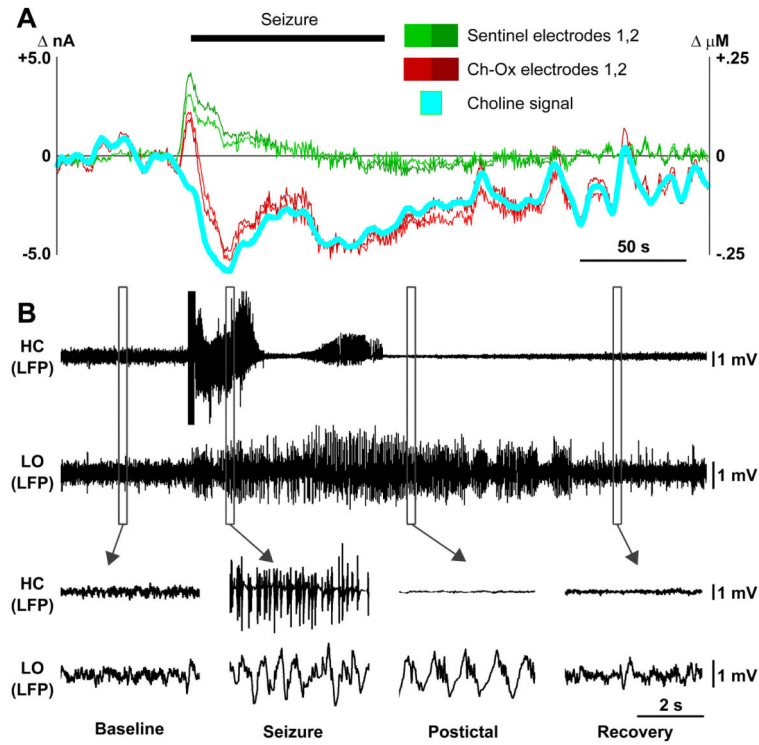 A
Seizure
Δ nA
Δ μM
+5.0
+.25
0
0
-5.0
-.25
Sentinel electrodes 1,2
Ch-Ox electrodes 1,2
Choline signal
50 s
B
HC
(LFP)
1 mV
LO
(LFP)
1 mV
HC
(LFP)
1 mV
LO
(LFP)
1 mV
2 s
Baseline
Seizure
Postictal
Recovery